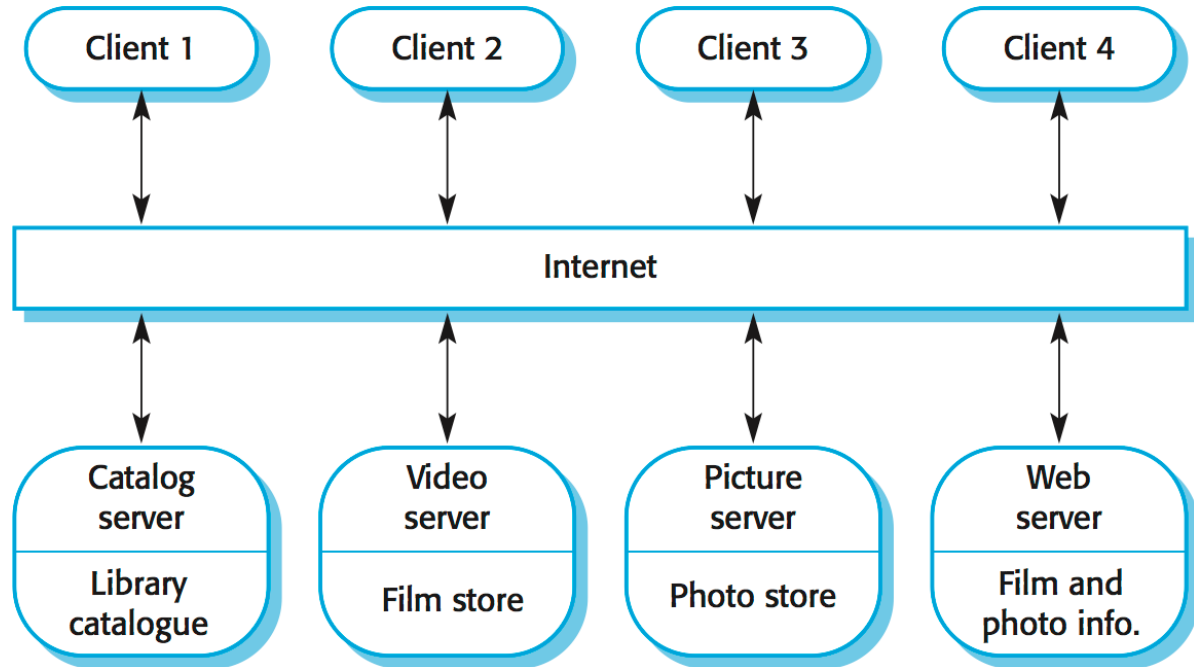 Client 1
Client 2
Client 3
Client 4
Internet
Catalog
server
Library
catalogue
Video
server
Film store
Picture
server
Photo store
Web
server
Film and
photo info.